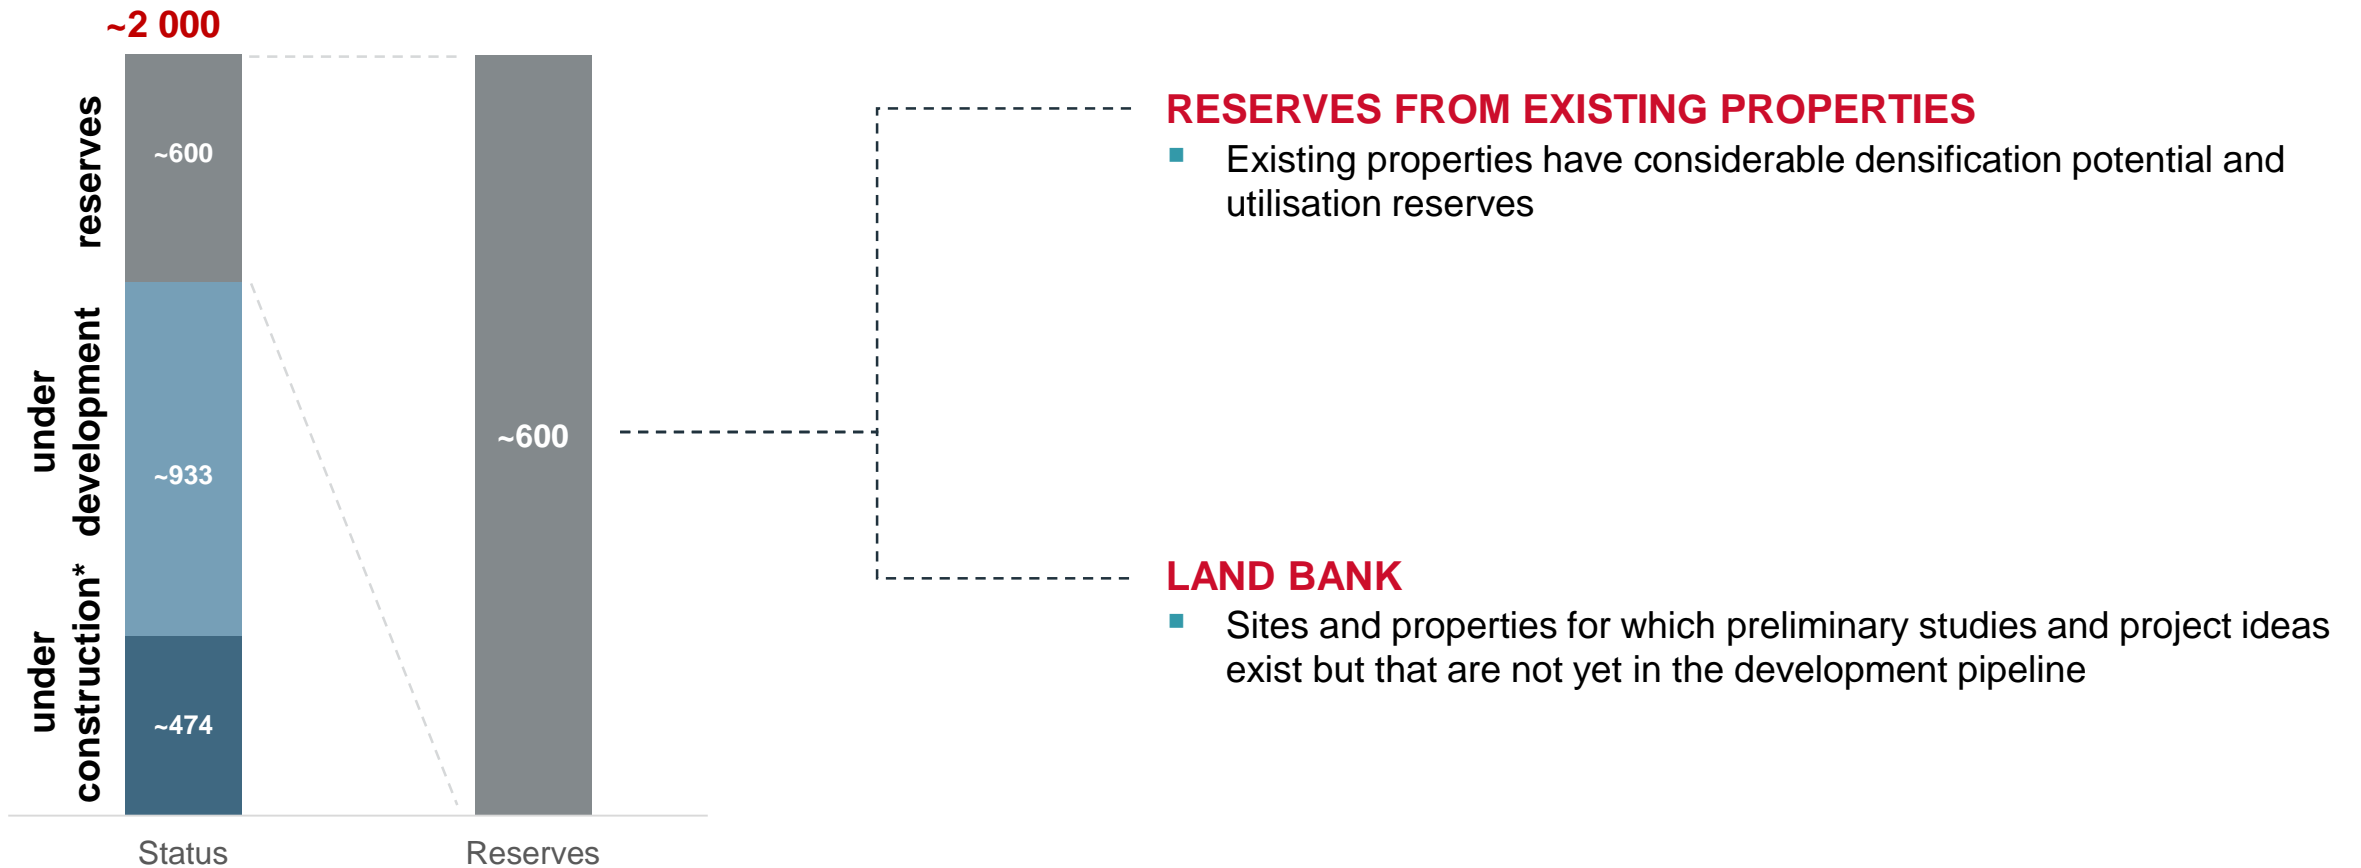 ~2 000
reserves
~600
under
development
~933
under
construction*
~474
Status
~600
Reserves
RESERVES FROM EXISTING PROPERTIES
▪ Existing properties have considerable densification potential and
utilisation reserves
LAND BANK
▪ Sites and properties for which preliminary studies and project ideas
exist but that are not yet in the development pipeline